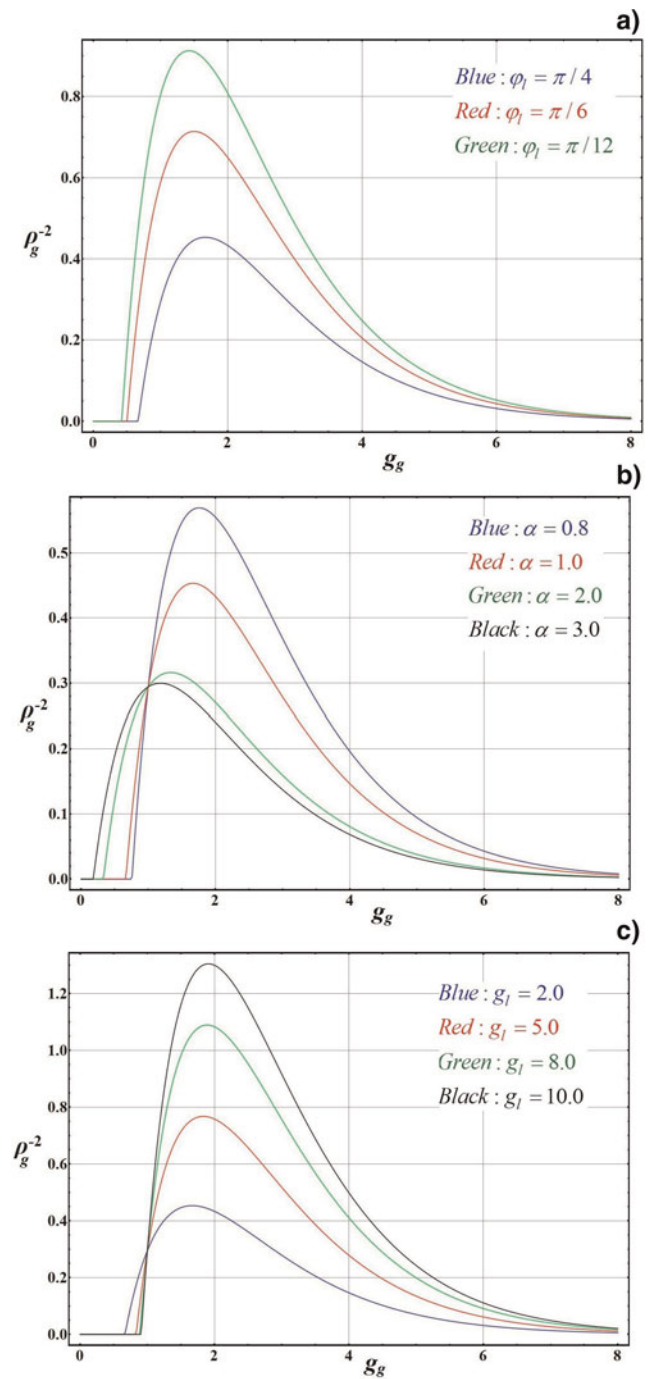 a)
0.8
0.6
0.4
0.2
0.0
ρg⁻²
Blue : φl = π / 4
Red : φl = π / 6
Green : φl = π / 12
0 2 4 6 8
gg
b)
0.5
0.4
0.3
0.2
0.1
0.0
ρg⁻²
Blue : α = 0.8
Red : α = 1.0
Green : α = 2.0
Black : α = 3.0
0 2 4 6 8
gg
c)
1.2
1.0
0.8
0.6
0.4
0.2
0.0
ρg⁻²
Blue : gl = 2.0
Red : gl = 5.0
Green : gl = 8.0
Black : gl = 10.0
0 2 4 6 8
gg